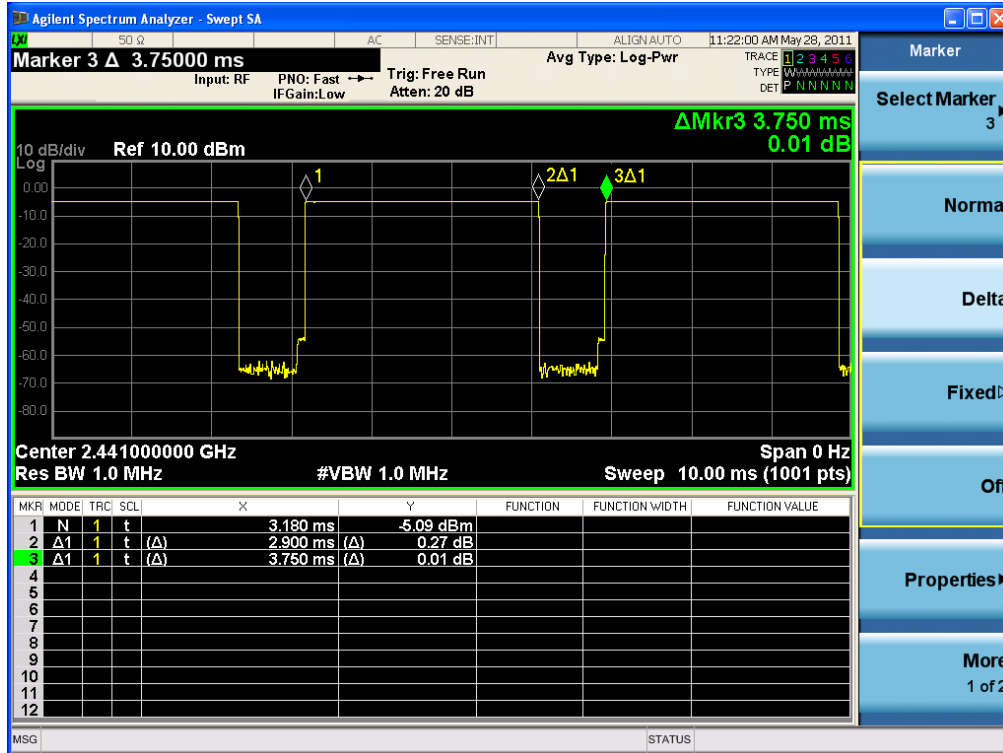 Agilent Spectrum Analyzer - Swept SA
LXI 50 Ω AC SENSE:INT ALIGN AUTO 11:22:00 AM May 28, 2011
Marker 3 Δ 3.75000 ms
Input: RF PNO: Fast Trig: Free Run Avg Type: Log-Pwr TRACE 1 2 3 4 5 6
IFGain:Low Atten: 20 dB TYPE
DET P N N N N N
ΔMkr3 3.750 ms
0.01 dB
10 dB/div Ref 10.00 dBm
Log
1 2Δ1 3Δ1
0.00
-10.0
-20.0
-30.0
-40.0
-50.0
-60.0
-70.0
-80.0
Center 2.441000000 GHz Span 0 Hz
Res BW 1.0 MHz #VBW 1.0 MHz Sweep 10.00 ms (1001 pts)
MKR MODE TRC SCL X Y FUNCTION FUNCTION WIDTH FUNCTION VALUE
1 N 1 t 3.180 ms -5.09 dBm
2 Δ1 1 t (Δ) 2.900 ms (Δ) 0.27 dB
3 Δ1 1 t (Δ) 3.750 ms (Δ) 0.01 dB
4
5
6
7
8
9
10
11
12
MSG STATUS
Marker
Select Marker
3
Norma
Delta
Fixed
Of
Properties
More
1 of 2